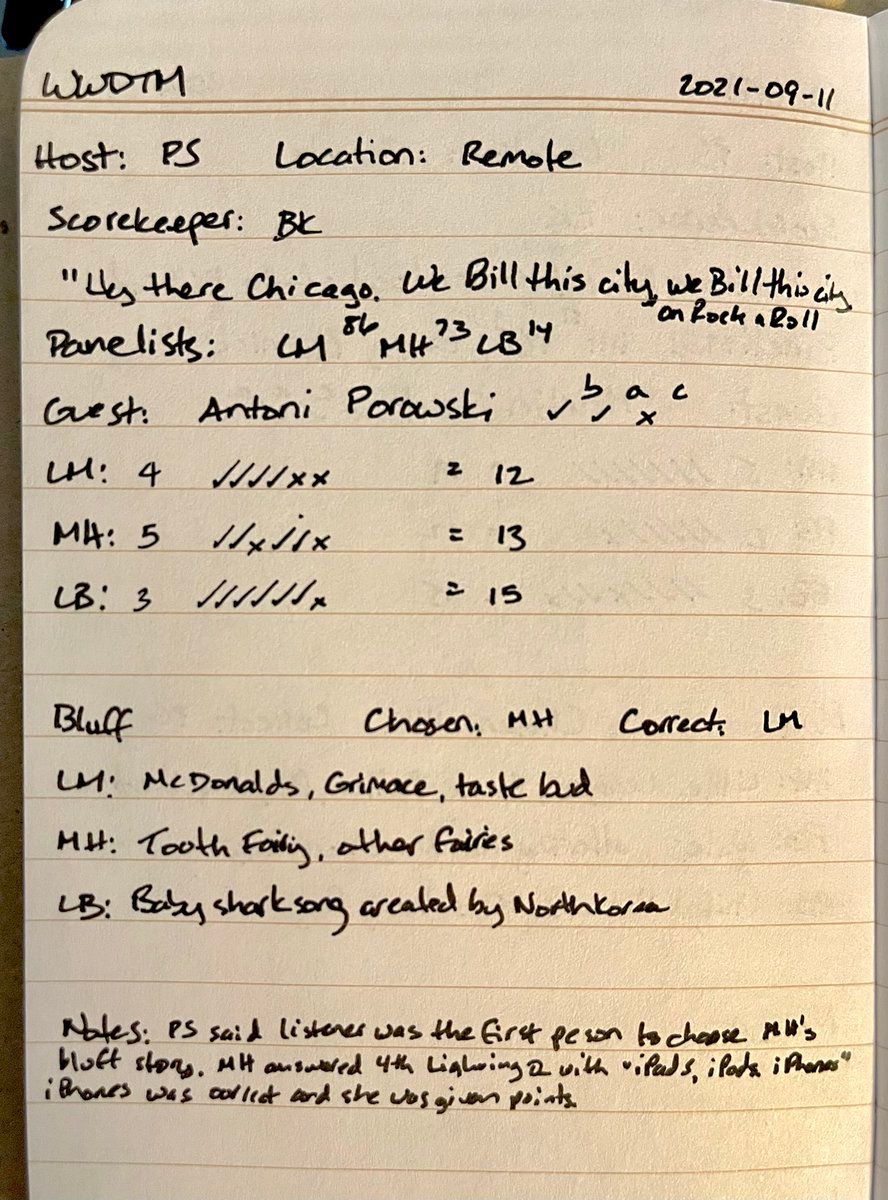 WWDTM 2021-09-11
Host: PS Location: Remote
Scorekeeper: BK
"Hey there Chicago. We Bill this city, we Bill this city
on Rock n Roll
Panelists: LM 86 MH 73 LB 14
Guest: Antoni Porowski ✓ b ✓ a x c
LM: 4 ✓✓✓✓xx = 12
MH: 5 ✓✓x✓✓x = 13
LB: 3 ✓✓✓✓✓✓x = 15
Bluff Chosen: MH Correct: LM
LM: McDonalds, Grimace, taste bud
MH: Tooth Fairy, other fairies
LB: Baby shark song created by North Korea
Notes: PS said listener was the first peson to choose MH's
bluff story. MH answered 4th Lighning Q with "iPads, iPods, iPhones"
iPhones was correct and she was given points.